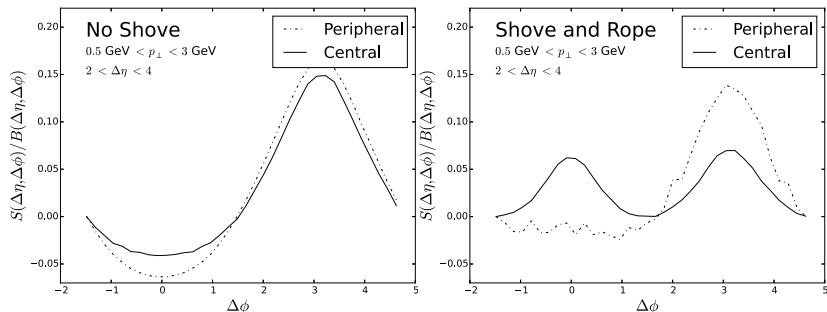 No Shove
0.5 GeV < p⊥ < 3 GeV
2 < Δη < 4
Peripheral
Central
S(Δη,Δϕ)/B(Δη,Δϕ)
0.20
0.15
0.10
0.05
0.00
−0.05
−2 −1 0 1 2 3 4 5
Δϕ
Shove and Rope
0.5 GeV < p⊥ < 3 GeV
2 < Δη < 4
Peripheral
Central
S(Δη,Δϕ)/B(Δη,Δϕ)
0.20
0.15
0.10
0.05
0.00
−0.05
−2 −1 0 1 2 3 4 5
Δϕ